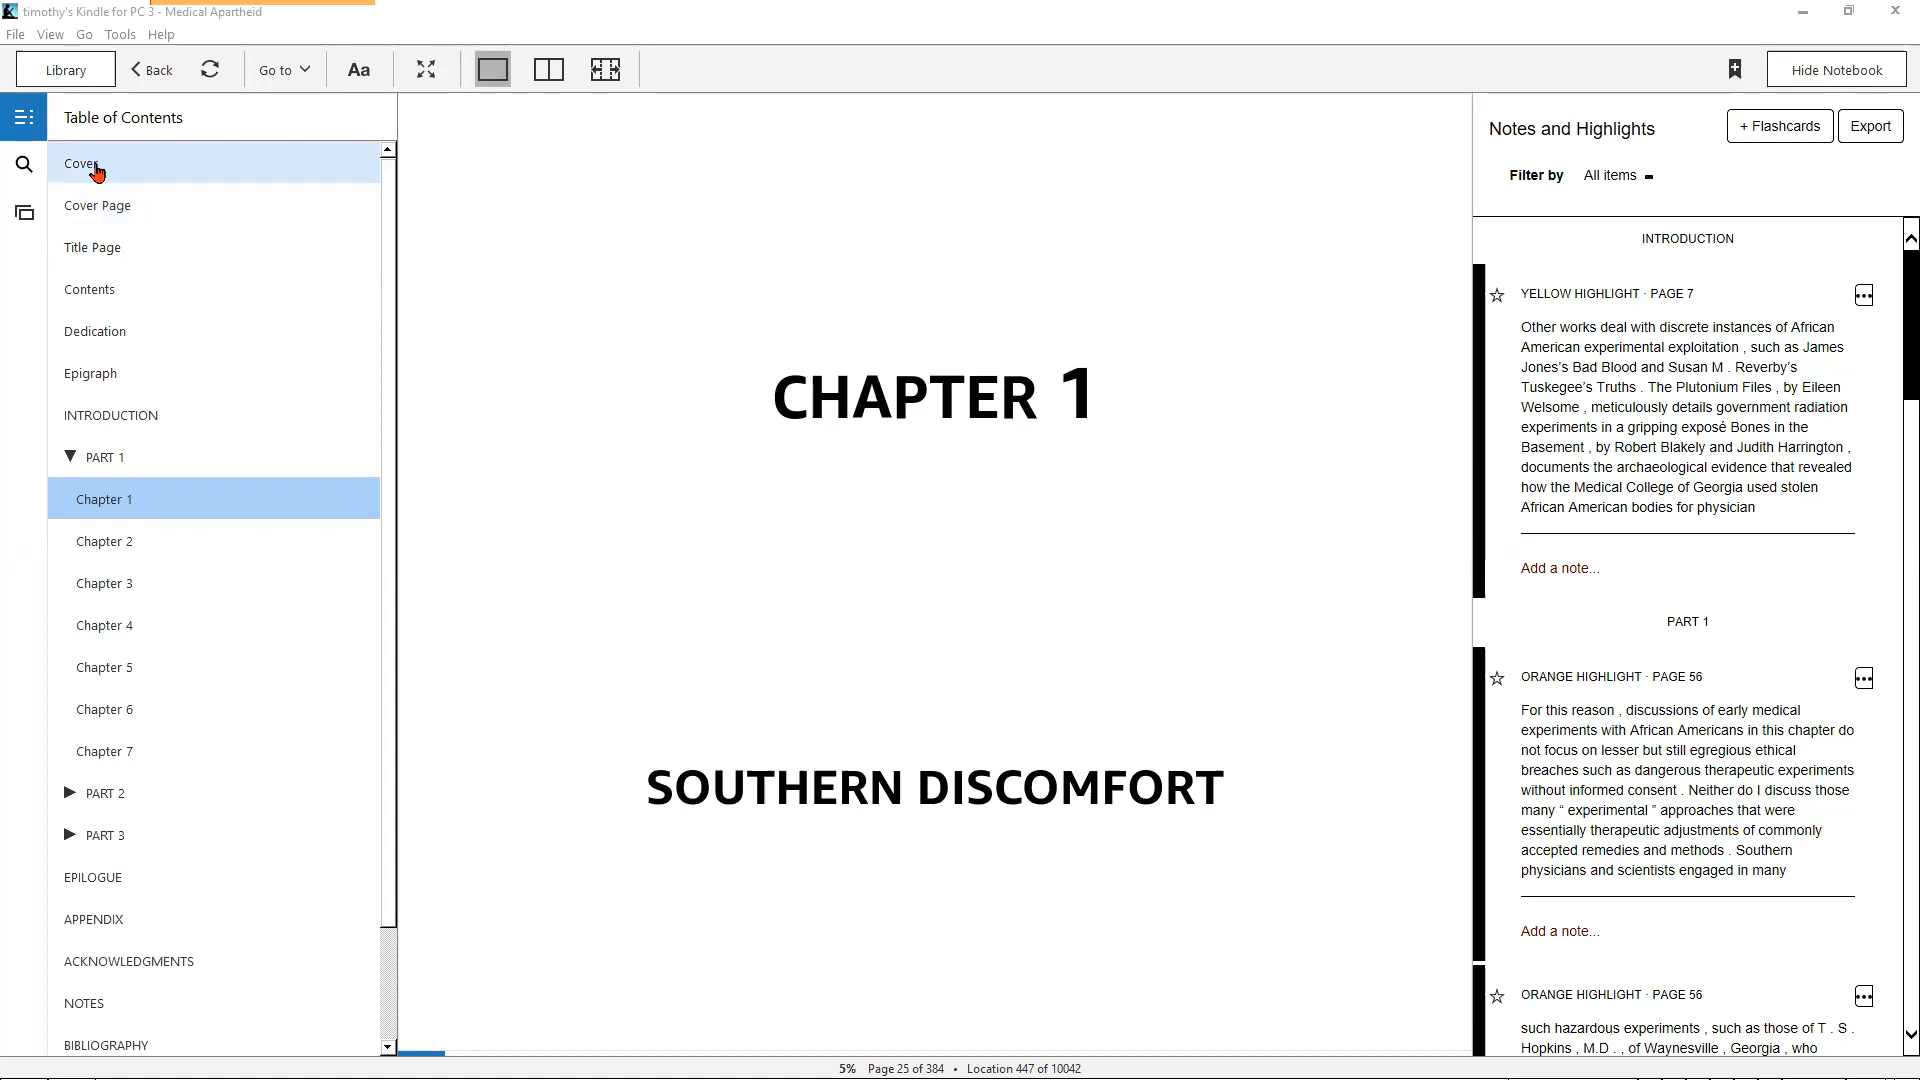 timothy's Kindle for PC 3 - Medical Apartheid
File View Go Tools Help
Library Back Go to Aa Hide Notebook
Table of Contents
Cover
Cover Page
Title Page
Contents
Dedication
Epigraph
INTRODUCTION
PART 1
Chapter 1
Chapter 2
Chapter 3
Chapter 4
Chapter 5
Chapter 6
Chapter 7
PART 2
PART 3
EPILOGUE
APPENDIX
ACKNOWLEDGMENTS
NOTES
BIBLIOGRAPHY
CHAPTER 1
SOUTHERN DISCOMFORT
Notes and Highlights
+ Flashcards Export
Filter by All items
INTRODUCTION
YELLOW HIGHLIGHT · PAGE 7
Other works deal with discrete instances of African
American experimental exploitation , such as James
Jones's Bad Blood and Susan M . Reverby's
Tuskegee's Truths . The Plutonium Files , by Eileen
Welsome , meticulously details government radiation
experiments in a gripping exposé Bones in the
Basement , by Robert Blakely and Judith Harrington ,
documents the archaeological evidence that revealed
how the Medical College of Georgia used stolen
African American bodies for physician
Add a note...
PART 1
ORANGE HIGHLIGHT · PAGE 56
For this reason , discussions of early medical
experiments with African Americans in this chapter do
not focus on lesser but still egregious ethical
breaches such as dangerous therapeutic experiments
without informed consent . Neither do I discuss those
many “ experimental ” approaches that were
essentially therapeutic adjustments of commonly
accepted remedies and methods . Southern
physicians and scientists engaged in many
Add a note...
ORANGE HIGHLIGHT · PAGE 56
such hazardous experiments , such as those of T . S .
Hopkins , M.D . , of Waynesville , Georgia , who
5% Page 25 of 384 • Location 447 of 10042